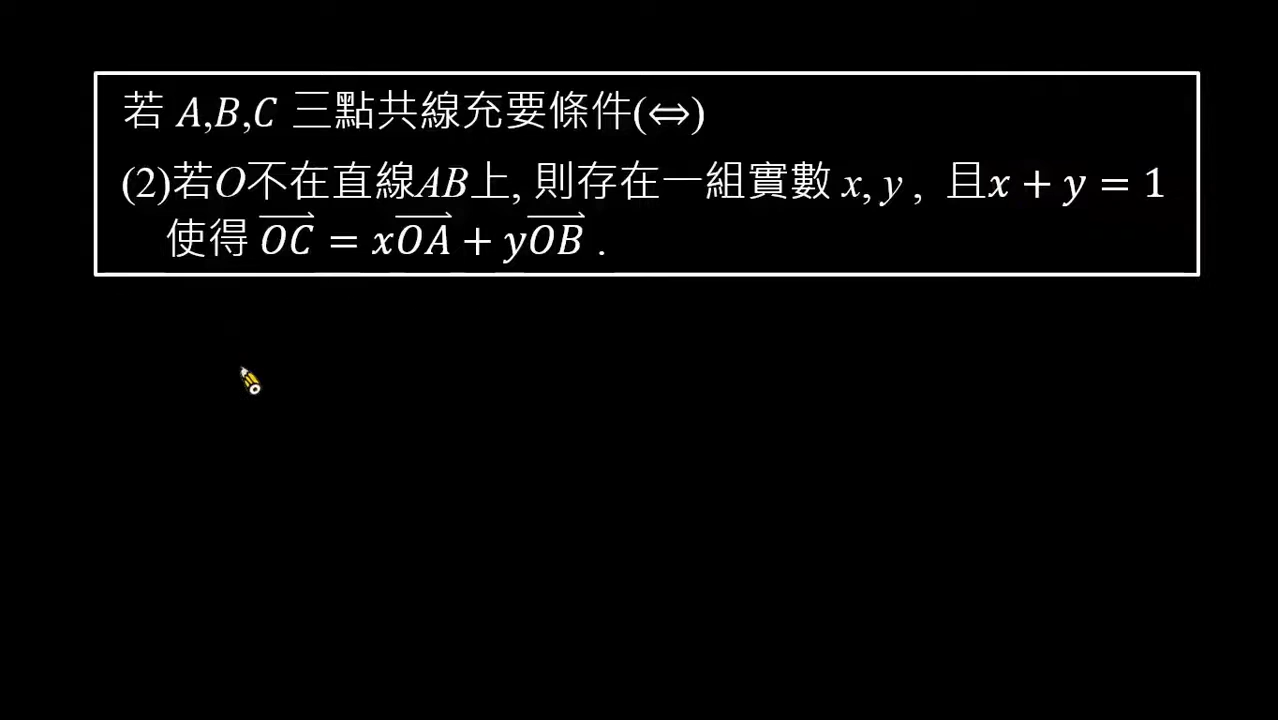 若 A,B,C 三點共線充要條件(⇔)
(2)若O不在直線AB上, 則存在一組實數 x, y , 且x + y = 1
使得 \overrightarrow{OC} = x\overrightarrow{OA} + y\overrightarrow{OB} .